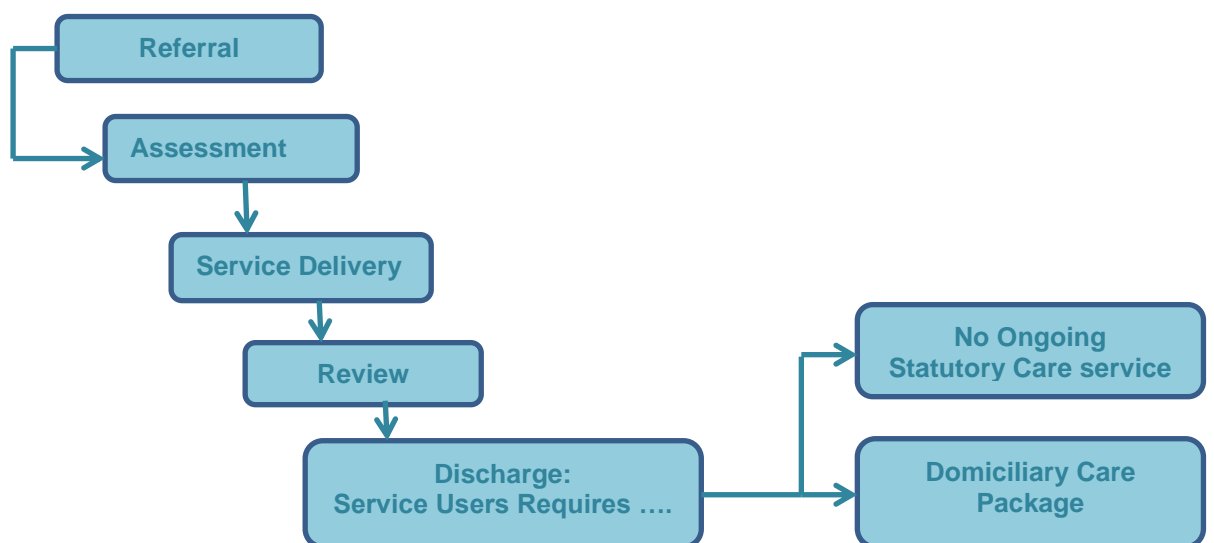 Referral
Assessment
Service Delivery
Review
Discharge:
Service Users Requires ….
No Ongoing
Statutory Care service
Domiciliary Care
Package